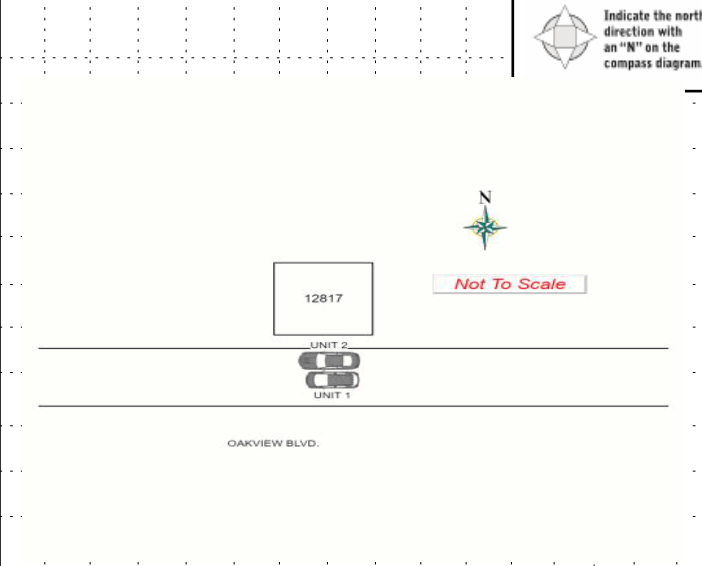 Indicate the north
direction with
an "N" on the
compass diagram.
N
Not To Scale
12817
UNIT 2
UNIT 1
OAKVIEW BLVD.